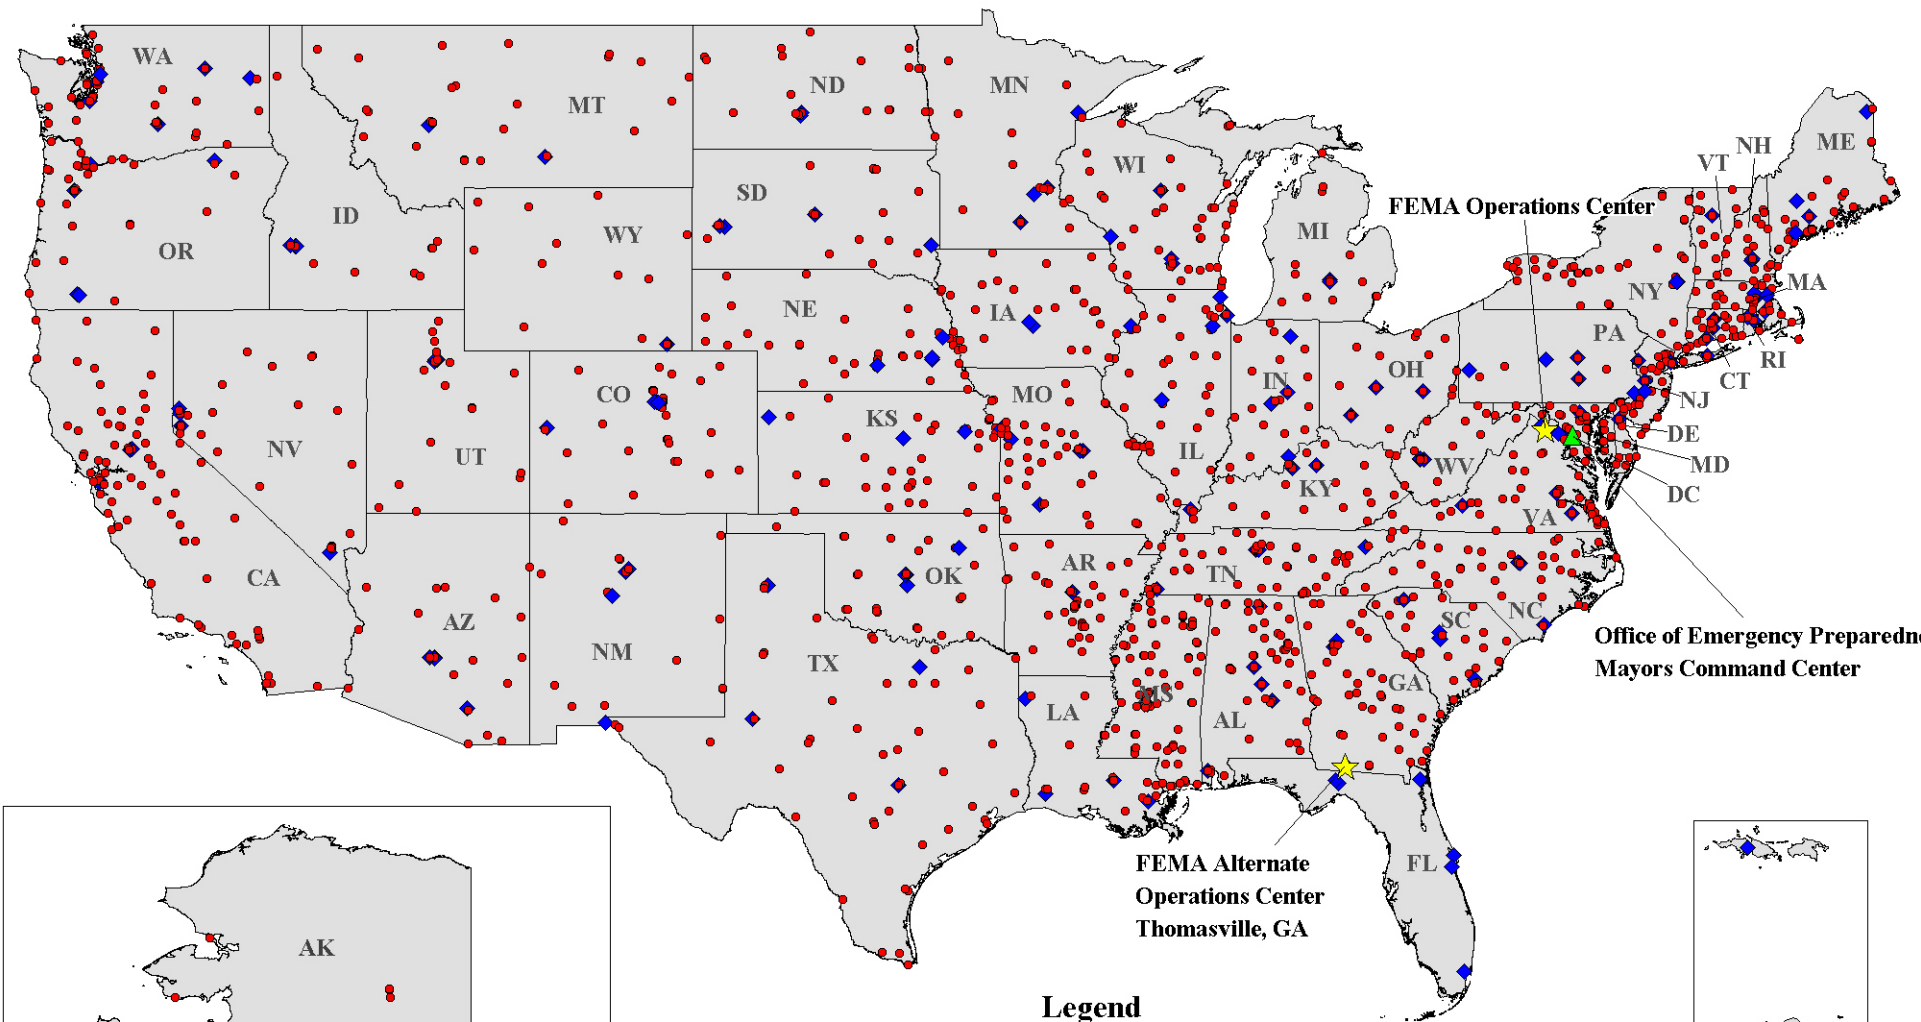 WA
MT
ND
MN
ME
NH
VT
WI
SD
ID
FEMA Operations Center
MI
WY
OR
MA
NY
NE
IA
PA
RI
OH
CT
IN
CO
MO
NJ
KS
DE
NV
IL
UT
WV
MD
KY
DC
VA
AR
TN
OK
CA
NC
SC
AZ
Office of Emergency Preparedn
NM
TX
Mayors Command Center
GA
MS
LA
AL
FEMA Alternate
Operations Center
Thomasville, GA
FL
AK
Legend